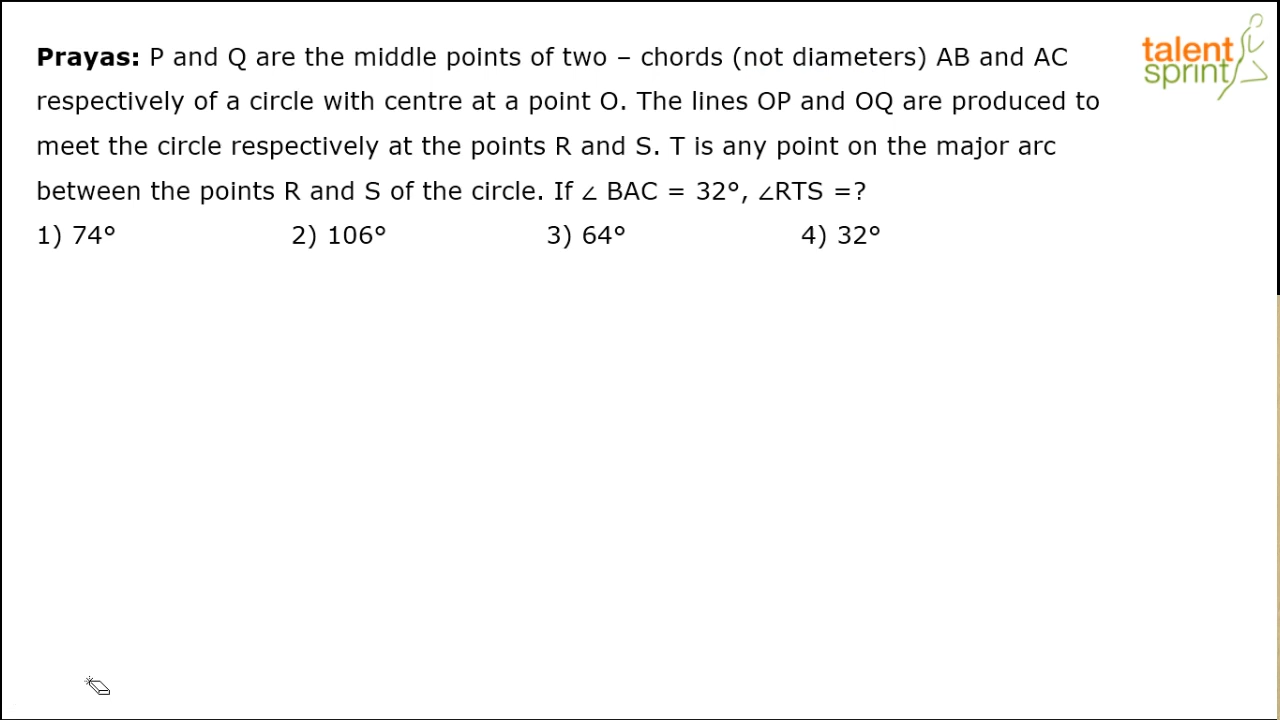 talent
sprint
Prayas: P and Q are the middle points of two – chords (not diameters) AB and AC
respectively of a circle with centre at a point O. The lines OP and OQ are produced to
meet the circle respectively at the points R and S. T is any point on the major arc
between the points R and S of the circle. If ∠ BAC = 32°, ∠RTS =?
1) 74° 2) 106° 3) 64° 4) 32°